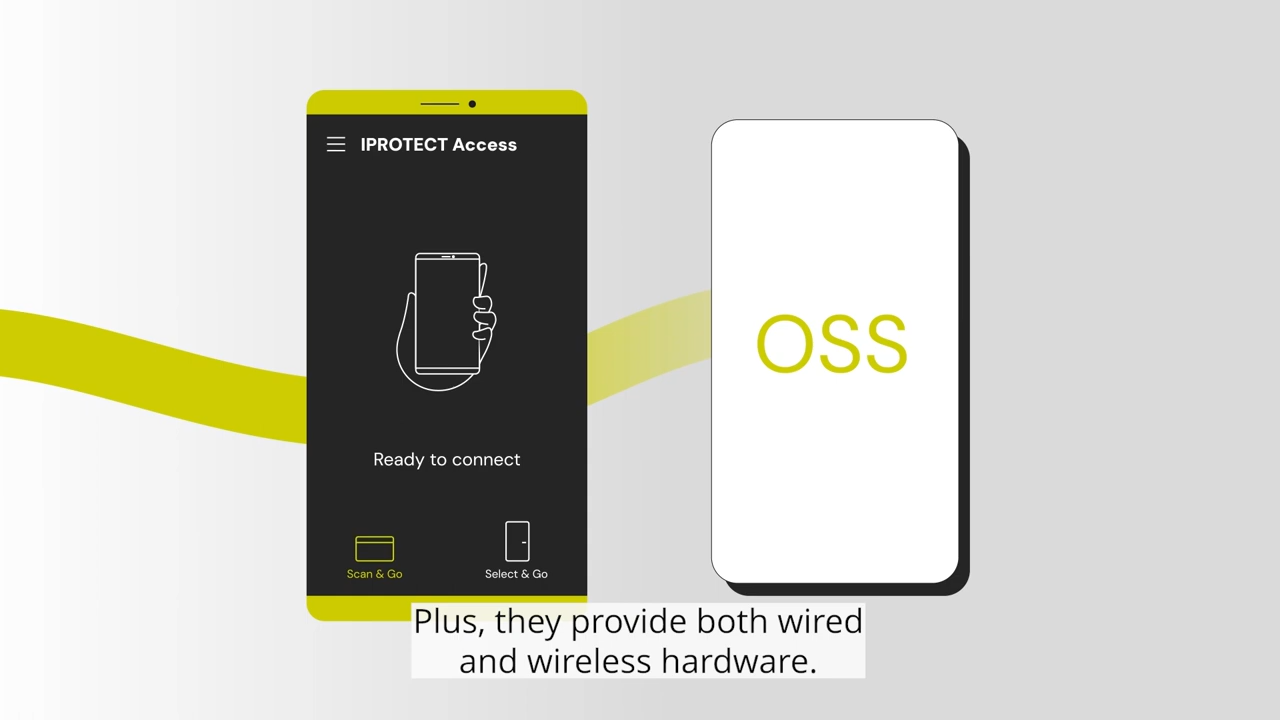 IPROTECT Access
Ready to connect
Scan & Go
Select & Go
OSS
Plus, they provide both wired
and wireless hardware.